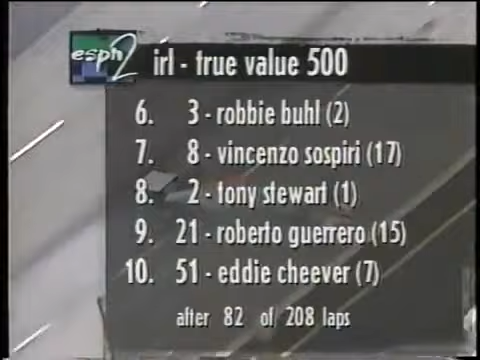 espn2
irl - true value 500
6. 3 - robbie buhl (2)
7. 8 - vincenzo sospiri (17)
8. 2 - tony stewart (1)
9. 21 - roberto guerrero (15)
10. 51 - eddie cheever (7)
after 82 of 208 laps